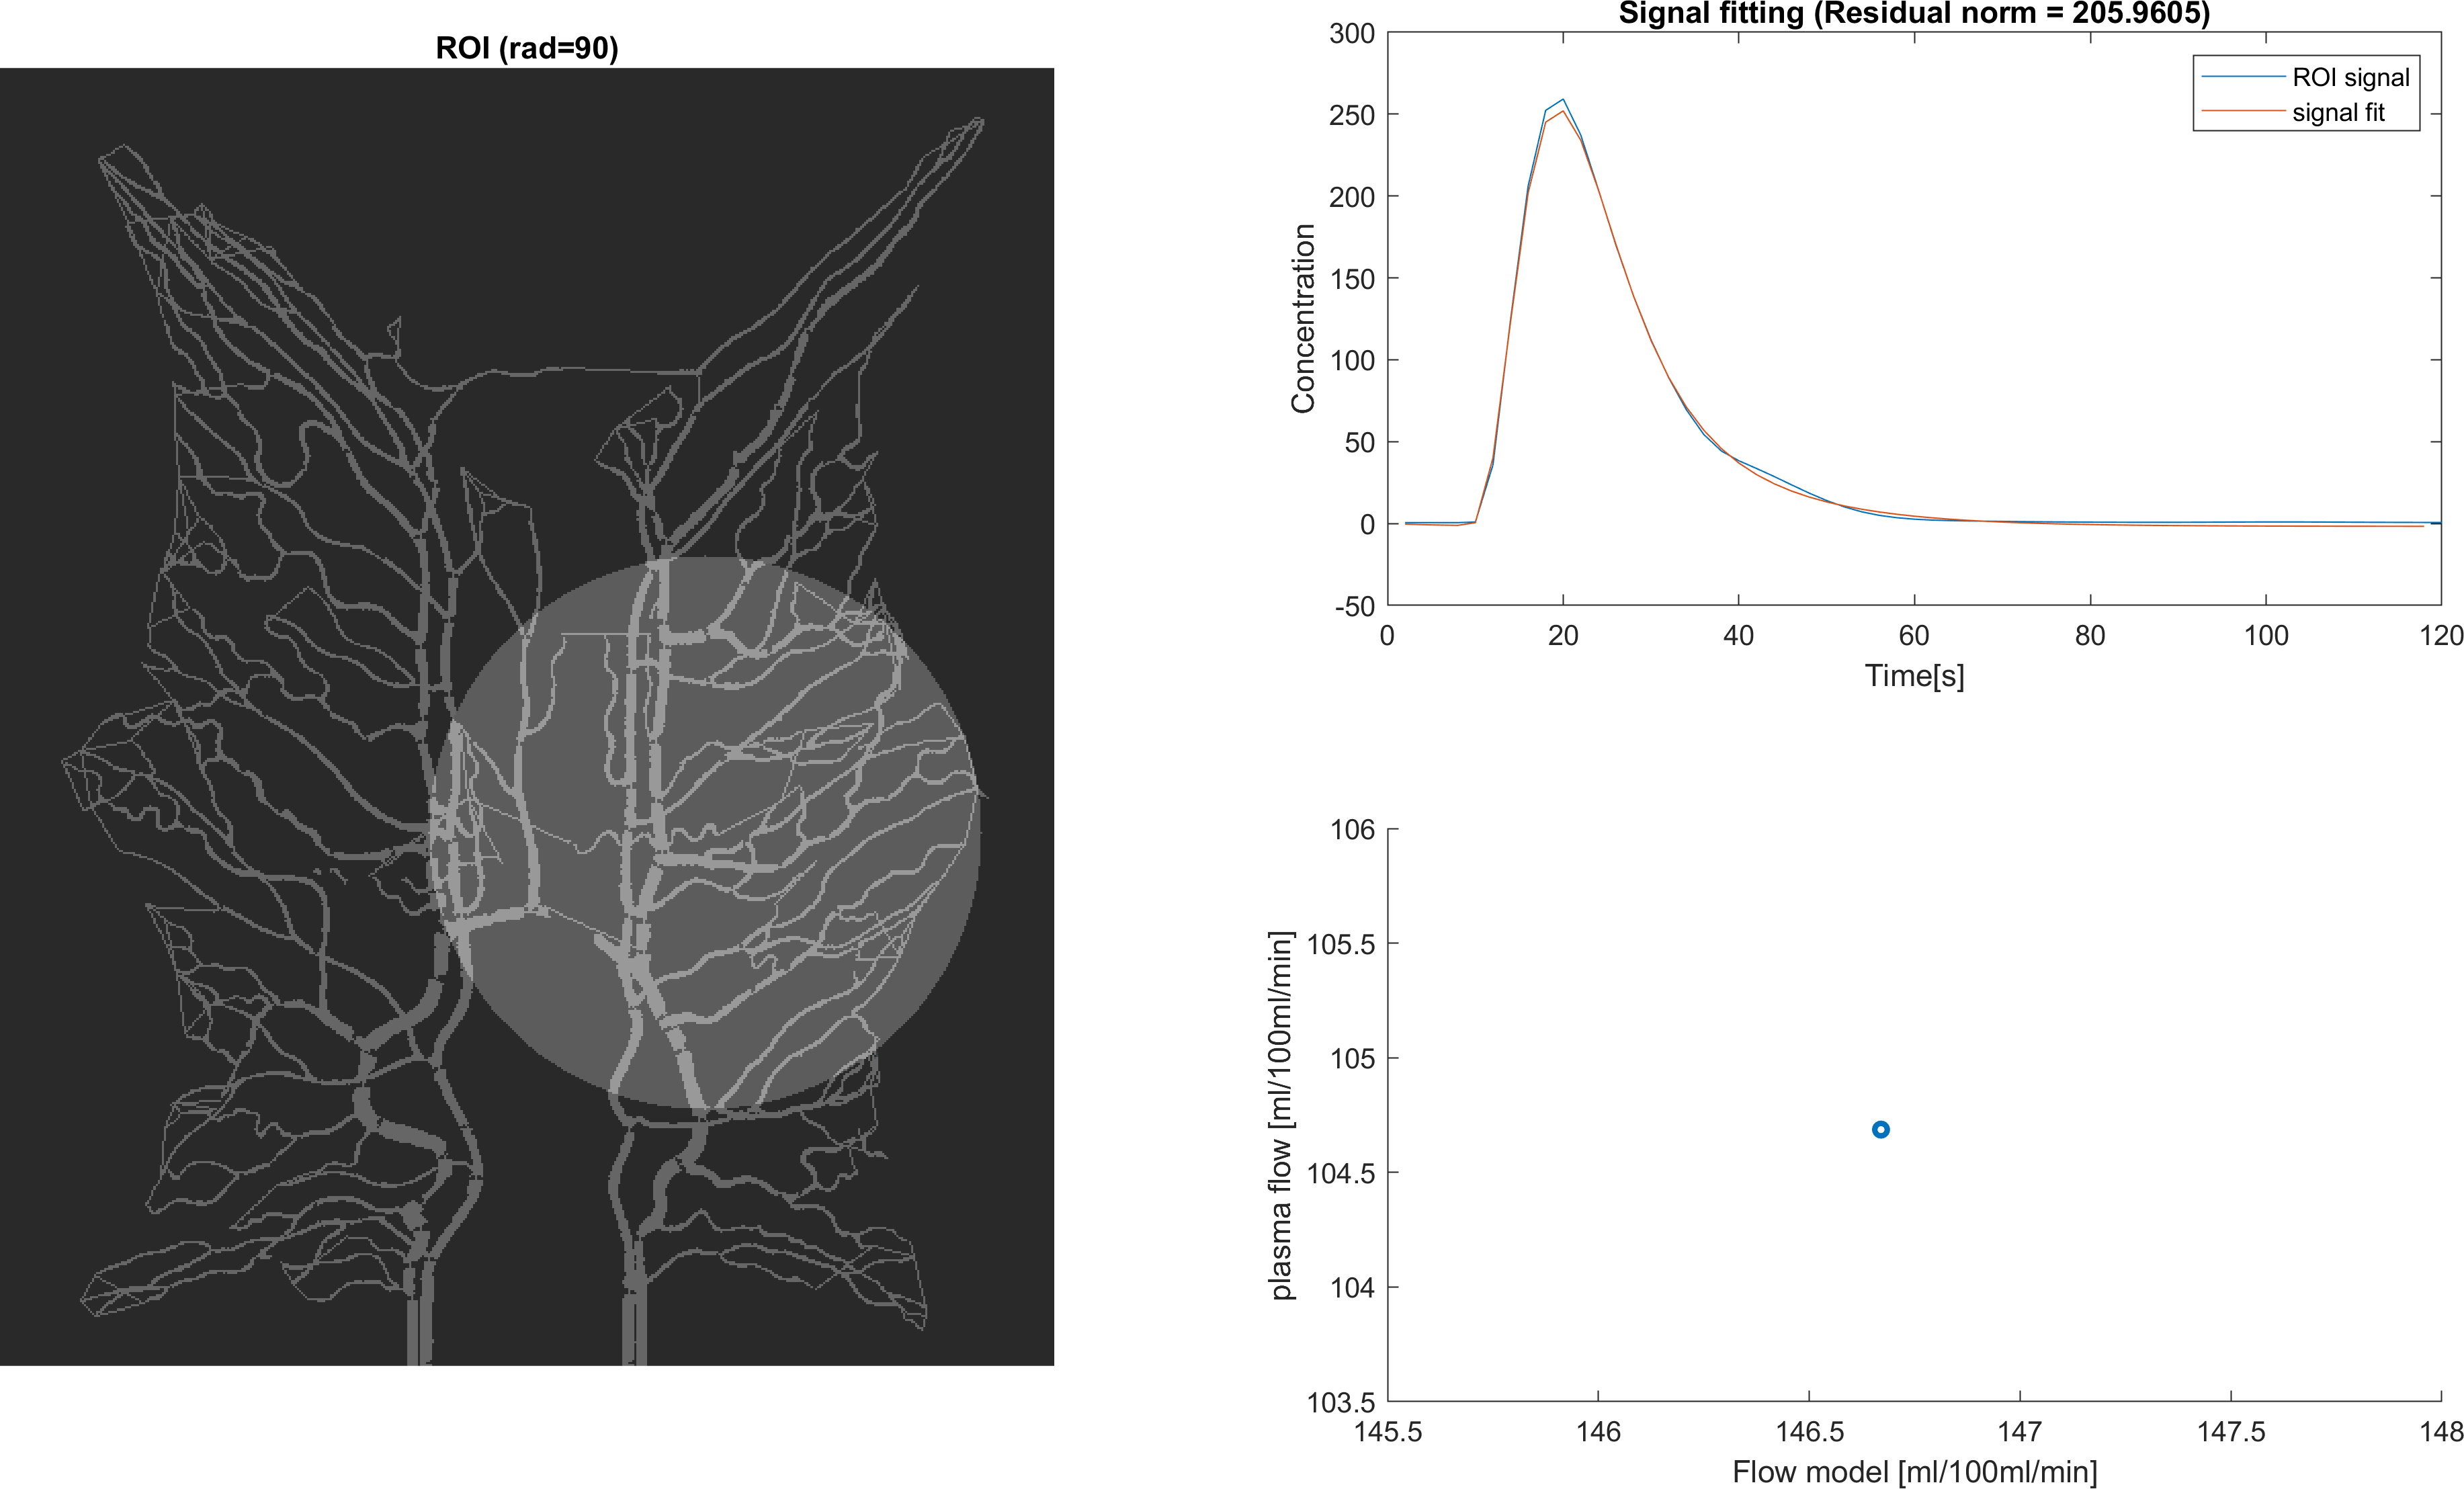 ROI (rad=90)
Signal fitting (Residual norm = 205.9605)
300
250
200
150
100
50
0
-50
Concentration
ROI signal
signal fit
0 20 40 60 80 100 120
Time[s]
106
105.5
105
104.5
104
103.5
plasma flow [ml/100ml/min]
145.5 146 146.5 147 147.5 148
Flow model [ml/100ml/min]